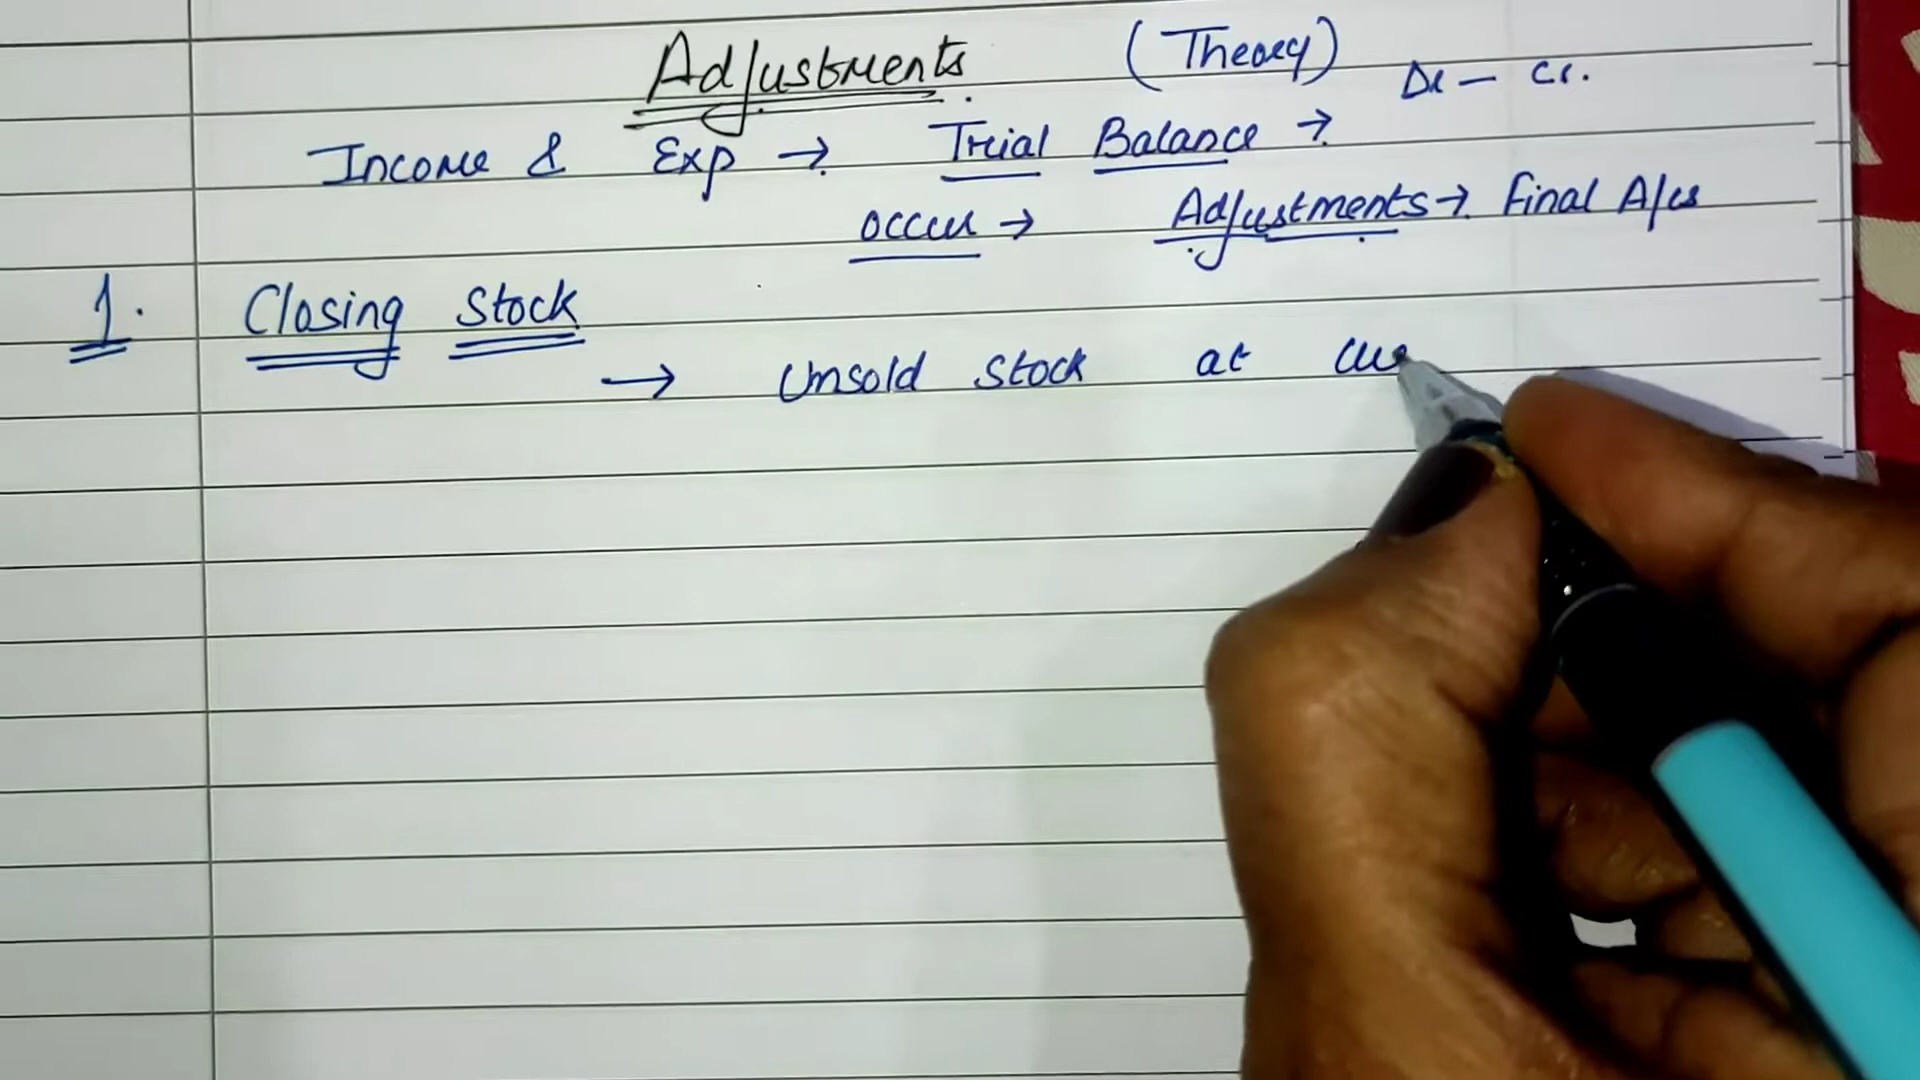 Adjustments (Theory)
Dr - Cr.
Income & Exp → Trial Balance →
occur → Adjustments → Final A/cs
1. Closing Stock
→ Unsold Stock at